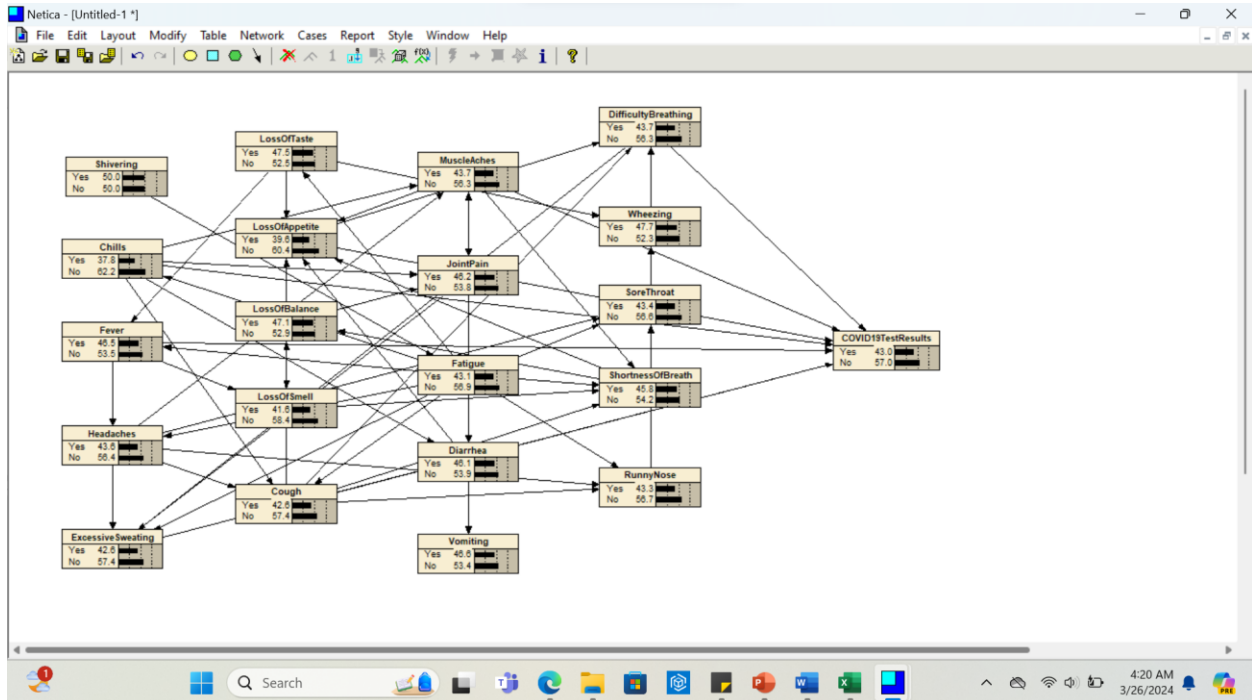 Netica - [Untitled-1 *]
File Edit Layout Modify Table Network Cases Report Style Window Help
Shivering
Yes 50.0
No 50.0
Chills
Yes 37.8
No 62.2
Fever
Yes 46.5
No 53.5
Headaches
Yes 43.6
No 56.4
ExcessiveSweating
Yes 42.6
No 57.4
LossOfTaste
Yes 47.5
No 52.5
LossOfAppetite
Yes 39.6
No 60.4
LossOfBalance
Yes 47.1
No 52.9
LossOfSmell
Yes 41.6
No 58.4
Cough
Yes 42.6
No 57.4
MuscleAches
Yes 43.7
No 56.3
JointPain
Yes 46.2
No 53.8
Fatigue
Yes 43.1
No 56.9
Diarrhea
Yes 46.1
No 53.9
Vomiting
Yes 46.6
No 53.4
DifficultyBreathing
Yes 43.7
No 56.3
Wheezing
Yes 47.7
No 52.3
SoreThroat
Yes 43.4
No 56.6
ShortnessOfBreath
Yes 45.8
No 54.2
RunnyNose
Yes 43.3
No 56.7
COVID19TestResults
Yes 43.0
No 57.0
1
Search
4:20 AM
3/26/2024
PRE